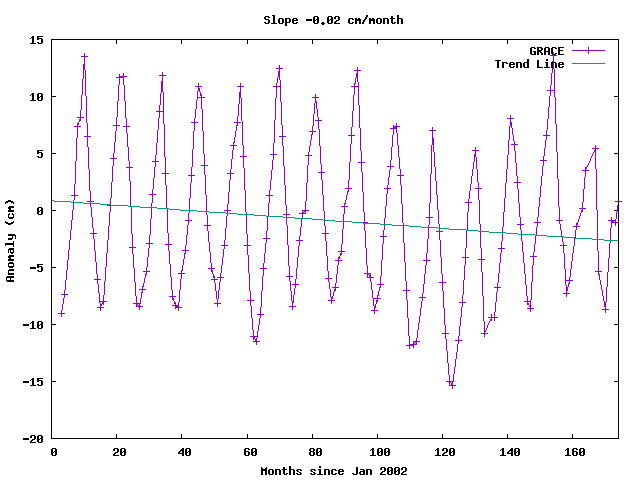 Slope -0.02 cm/month
GRACE
Trend Line
15
10
5
0
-5
-10
-15
-20
Anomaly (cm)
0 20 40 60 80 100 120 140 160
Months since Jan 2002